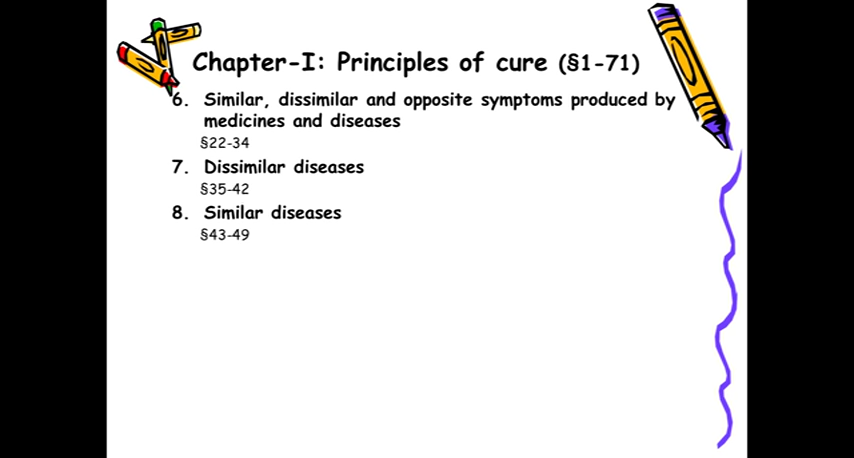 Chapter-I: Principles of cure (§1-71)
6. Similar, dissimilar and opposite symptoms produced by
medicines and diseases
§22-34
7. Dissimilar diseases
§35-42
8. Similar diseases
§43-49